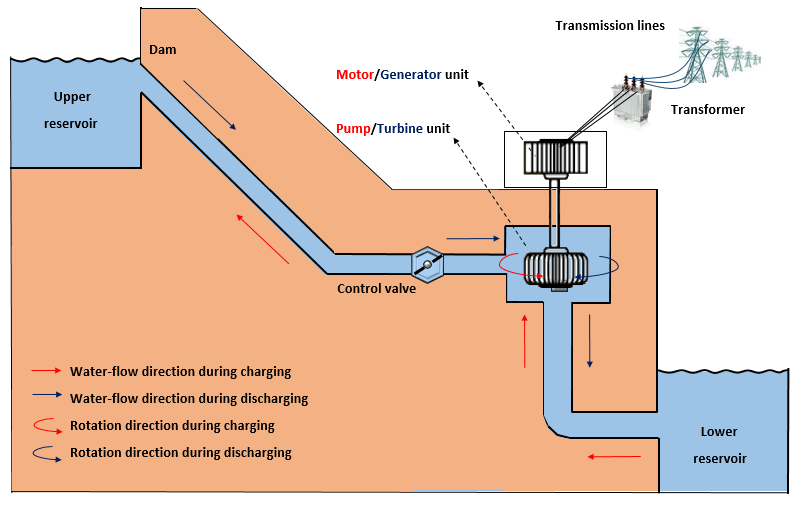 Transmission lines
Dam
Motor/Generator unit
Upper
reservoir
Transformer
Pump/Turbine unit
Control valve
Water-flow direction during charging
Water-flow direction during discharging
Rotation direction during charging
Rotation direction during discharging
Lower
reservoir